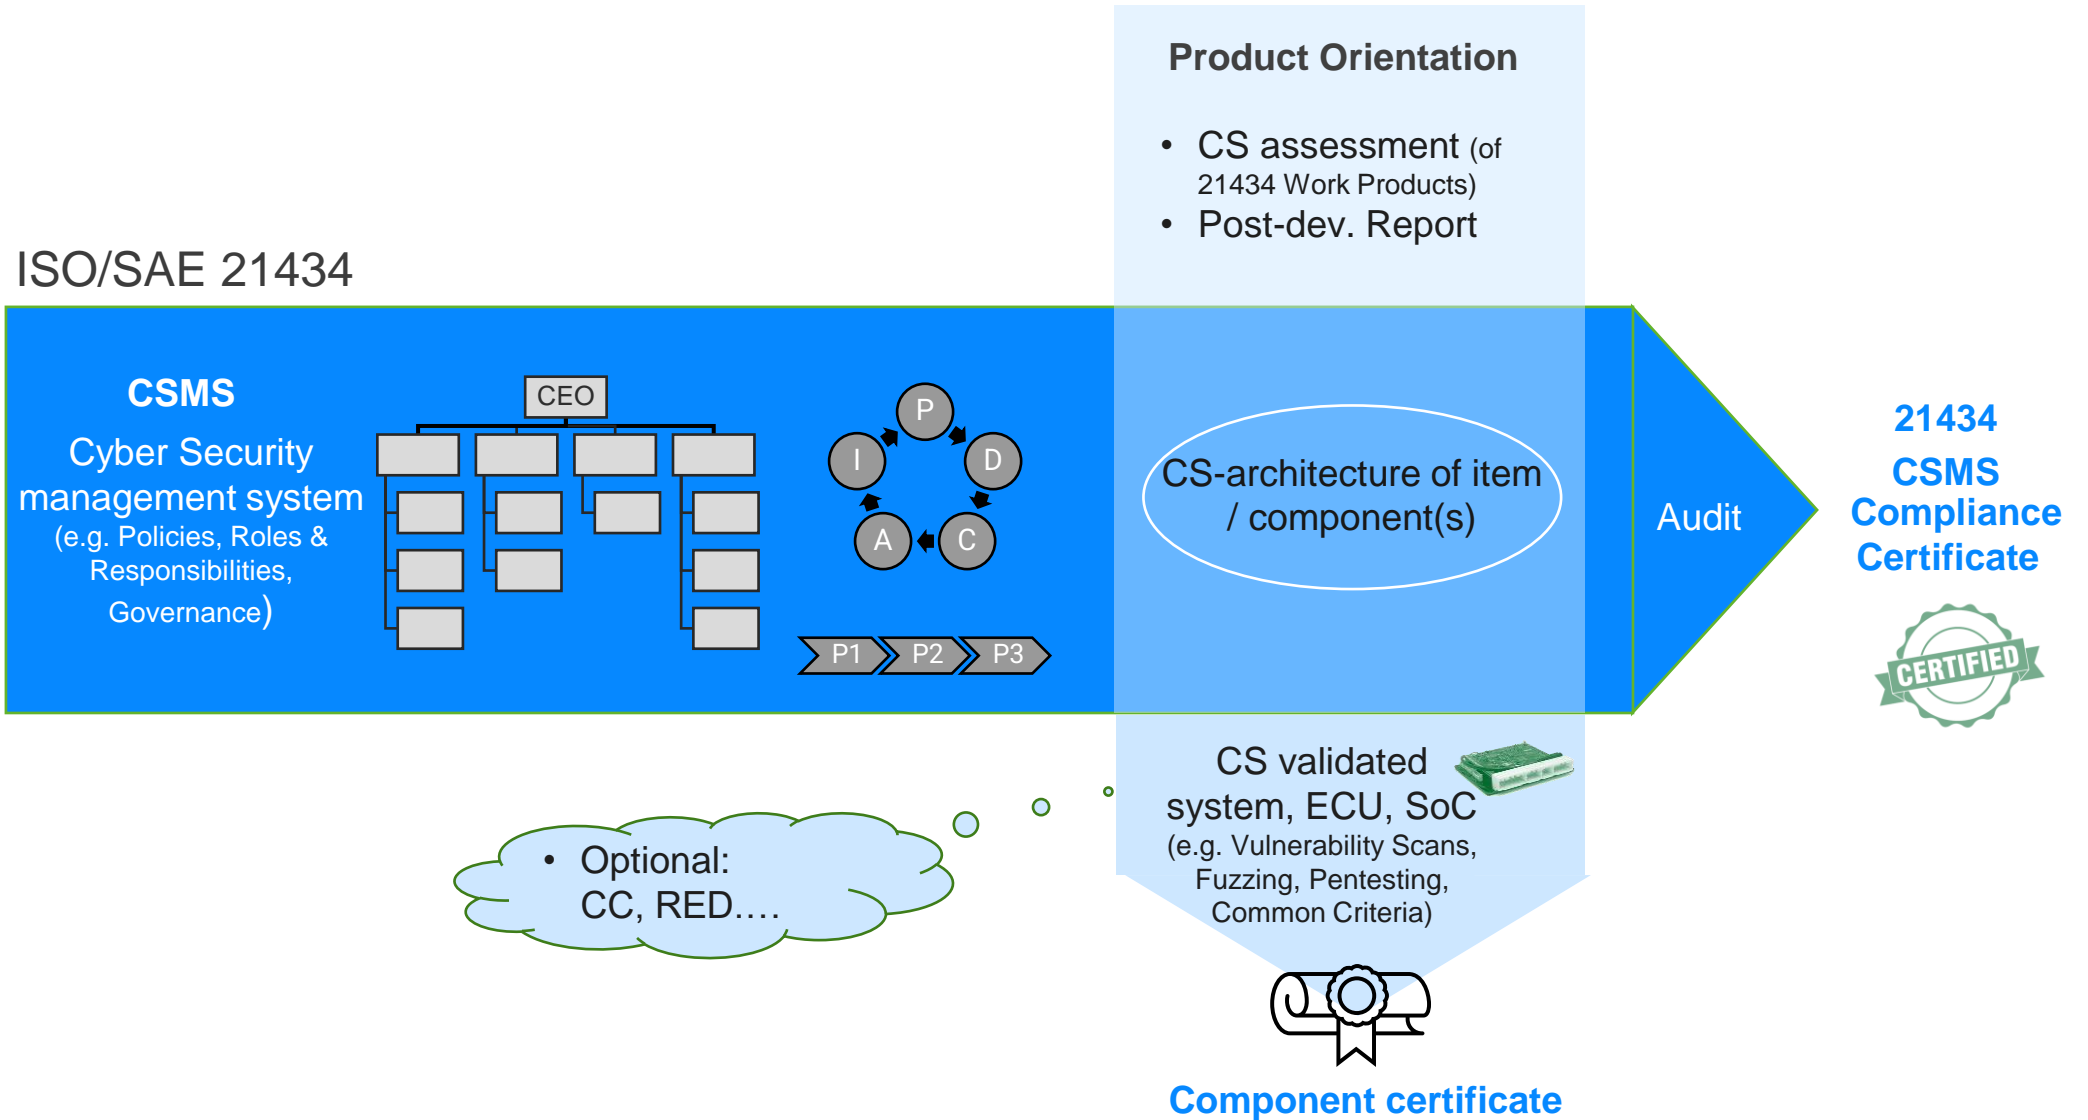 Product Orientation
• CS assessment (of
21434 Work Products)
• Post-dev. Report
ISO/SAE 21434
CSMS
Cyber Security
management system
(e.g. Policies, Roles &
Responsibilities,
Governance)
CEO
P
D
C
A
I
P1
P2
P3
CS-architecture of item
/ component(s)
Audit
21434
CSMS
Compliance
Certificate
CERTIFIED
CS validated
system, ECU, SoC
(e.g. Vulnerability Scans,
Fuzzing, Pentesting,
Common Criteria)
• Optional:
CC, RED....
Component certificate